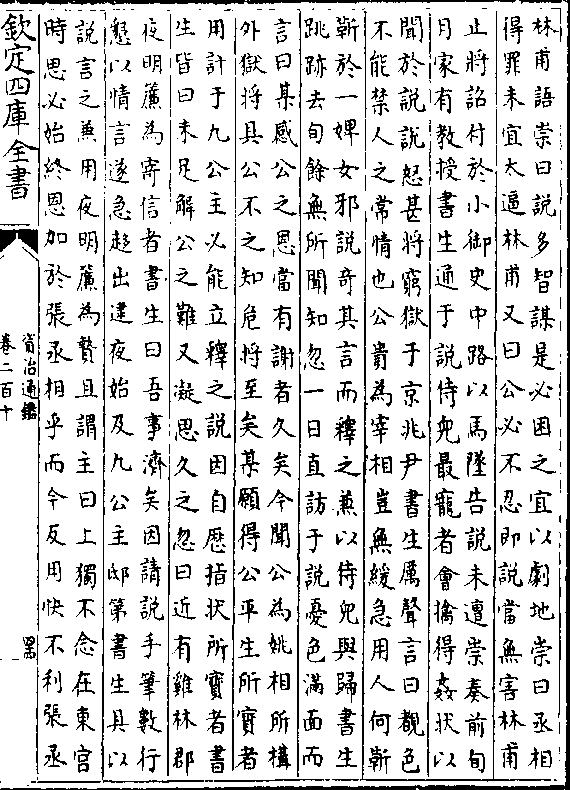 林甫語崇曰說多智謀是必困之宜以劇地崇曰丞相
得罪未宜太逼林甫又曰公必不忍即說當無害林甫
止將詔付於小御史中路以馬墜告說未遭崇奏前旬
月家有教授書生通于說侍兒最寵者會擒得姦狀以
聞於說說怒甚將窮獄于京兆尹書生厲聲言曰覩色
不能禁人之常情也公貴為宰相豈無緩急用人何靳
靳於一婢女邪說奇其言而釋之兼以侍兒與歸書生
跳跡去旬餘無所聞知忽一日直訪于說憂色滿面而
言曰某感公之恩當有謝者久矣今聞公為姚相所構
外獄將具公不之知危將至矣某願得公平生所寶者
用計于九公主必能立釋之說因自歷指狀所寶者書
生皆曰未足解公之難又凝思久之忽曰近有雞林郡
夜明簾為寄信者書生曰吾事濟矣因請說手筆數行
懇以情言遂急趍出逮夜始及九公主邸第書生具以
說言之兼用夜明簾為贄且謂主曰上獨不念在東宮
時思必始終恩加於張丞相乎而今反用快不利張丞
欽定四庫全書
資治通鑑
卷二百十